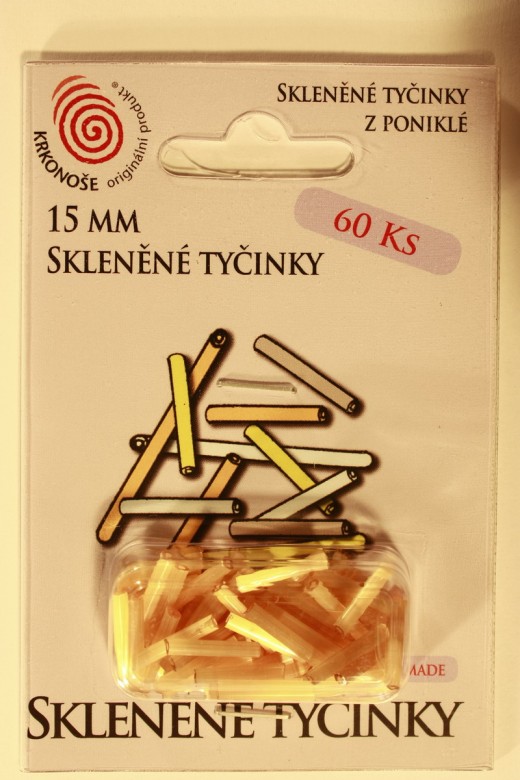 KRKONOŠE
originální produkt®
SKLENĚNÉ TYČINKY
Z PONIKLÉ
15 MM
SKLENĚNÉ TYČINKY
60 Ks
MADE
SKLENĚNÉ TYČINKY